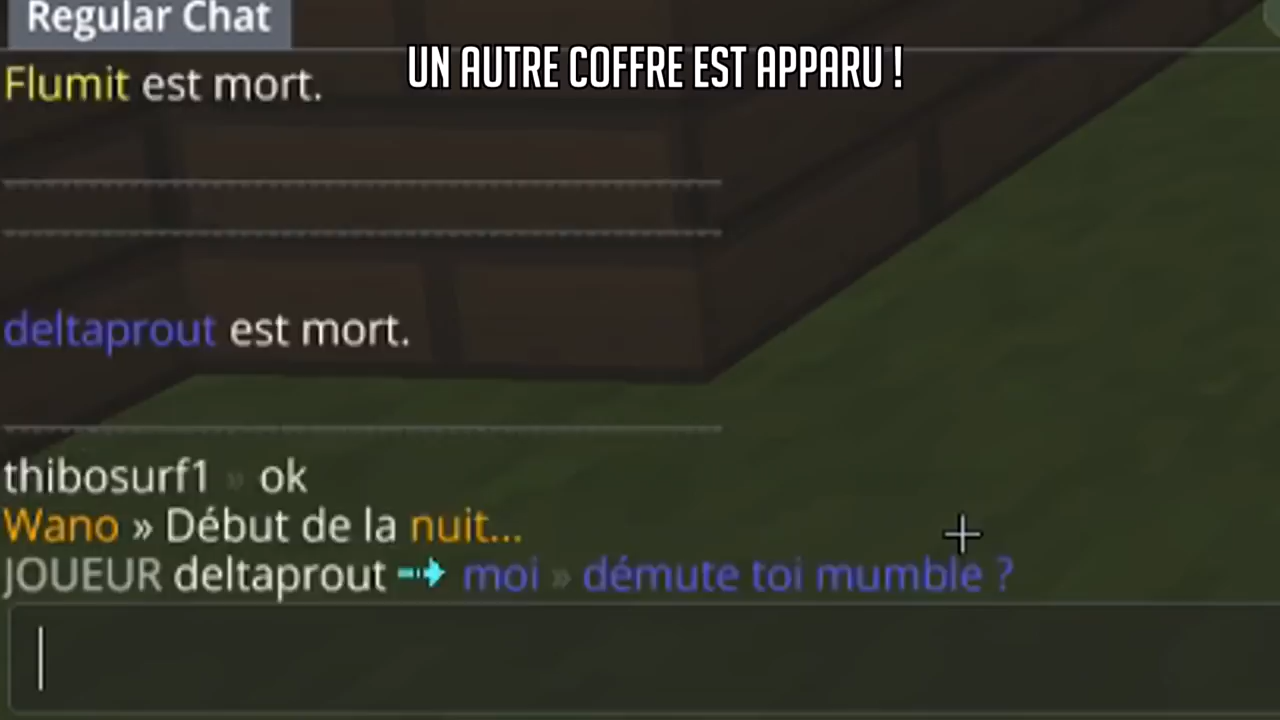 Regular Chat
UN AUTRE COFFRE EST APPARU !
Flumit est mort.
deltaprout est mort.
thibosurf1 » ok
Wano » Début de la nuit...
JOUEUR deltaprout ➟ moi » démute toi mumble ?